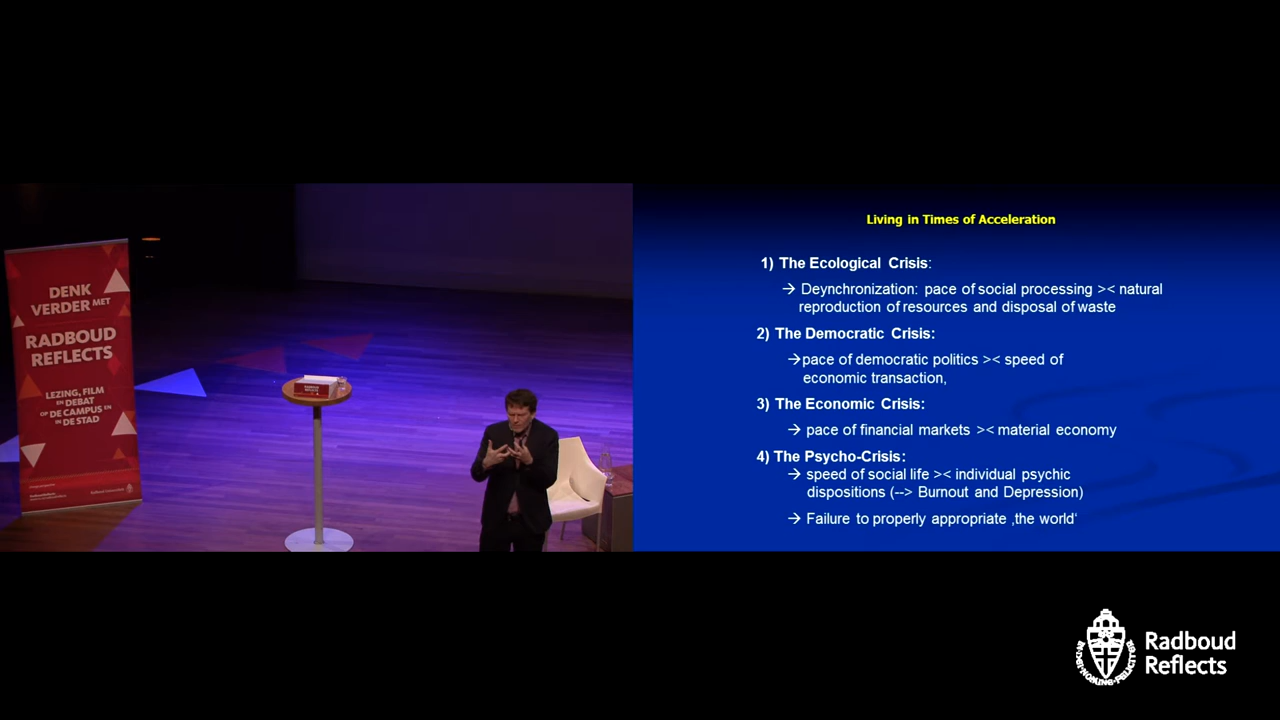 DENK
VERDER MET
RADBOUD
REFLECTS
LEZING, FILM
EN DEBAT
OP DE CAMPUS EN
IN DE STAD
Living in Times of Acceleration
1) The Ecological Crisis:
→ Deynchronization: pace of social processing >< natural
reproduction of resources and disposal of waste
2) The Democratic Crisis:
→pace of democratic politics >< speed of
economic transaction,
3) The Economic Crisis:
→ pace of financial markets >< material economy
4) The Psycho-Crisis:
→ speed of social life >< individual psychic
dispositions (--> Burnout and Depression)
→ Failure to properly appropriate ‚the world‘
Radboud
Reflects